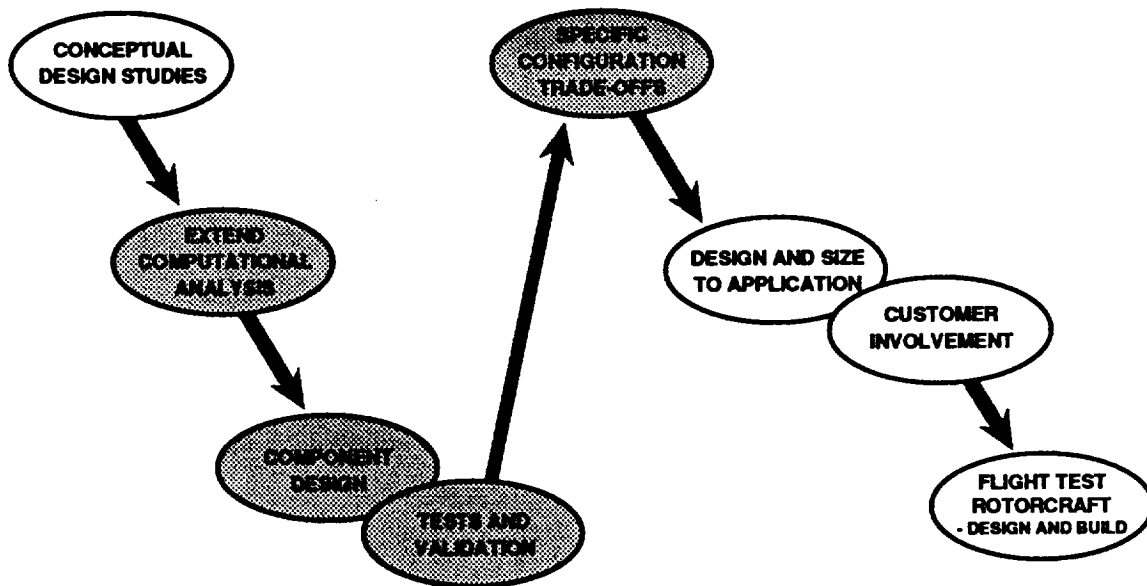 CONCEPTUAL
DESIGN STUDIES
EXTEND
COMPUTATIONAL
ANALYSIS
COMPONENT
DESIGN
TESTS AND
VALIDATION
SPECIFIC
CONFIGURATION
TRADE-OFFS
DESIGN AND SIZE
TO APPLICATION
CUSTOMER
INVOLVEMENT
FLIGHT TEST
ROTORCRAFT
- DESIGN AND BUILD